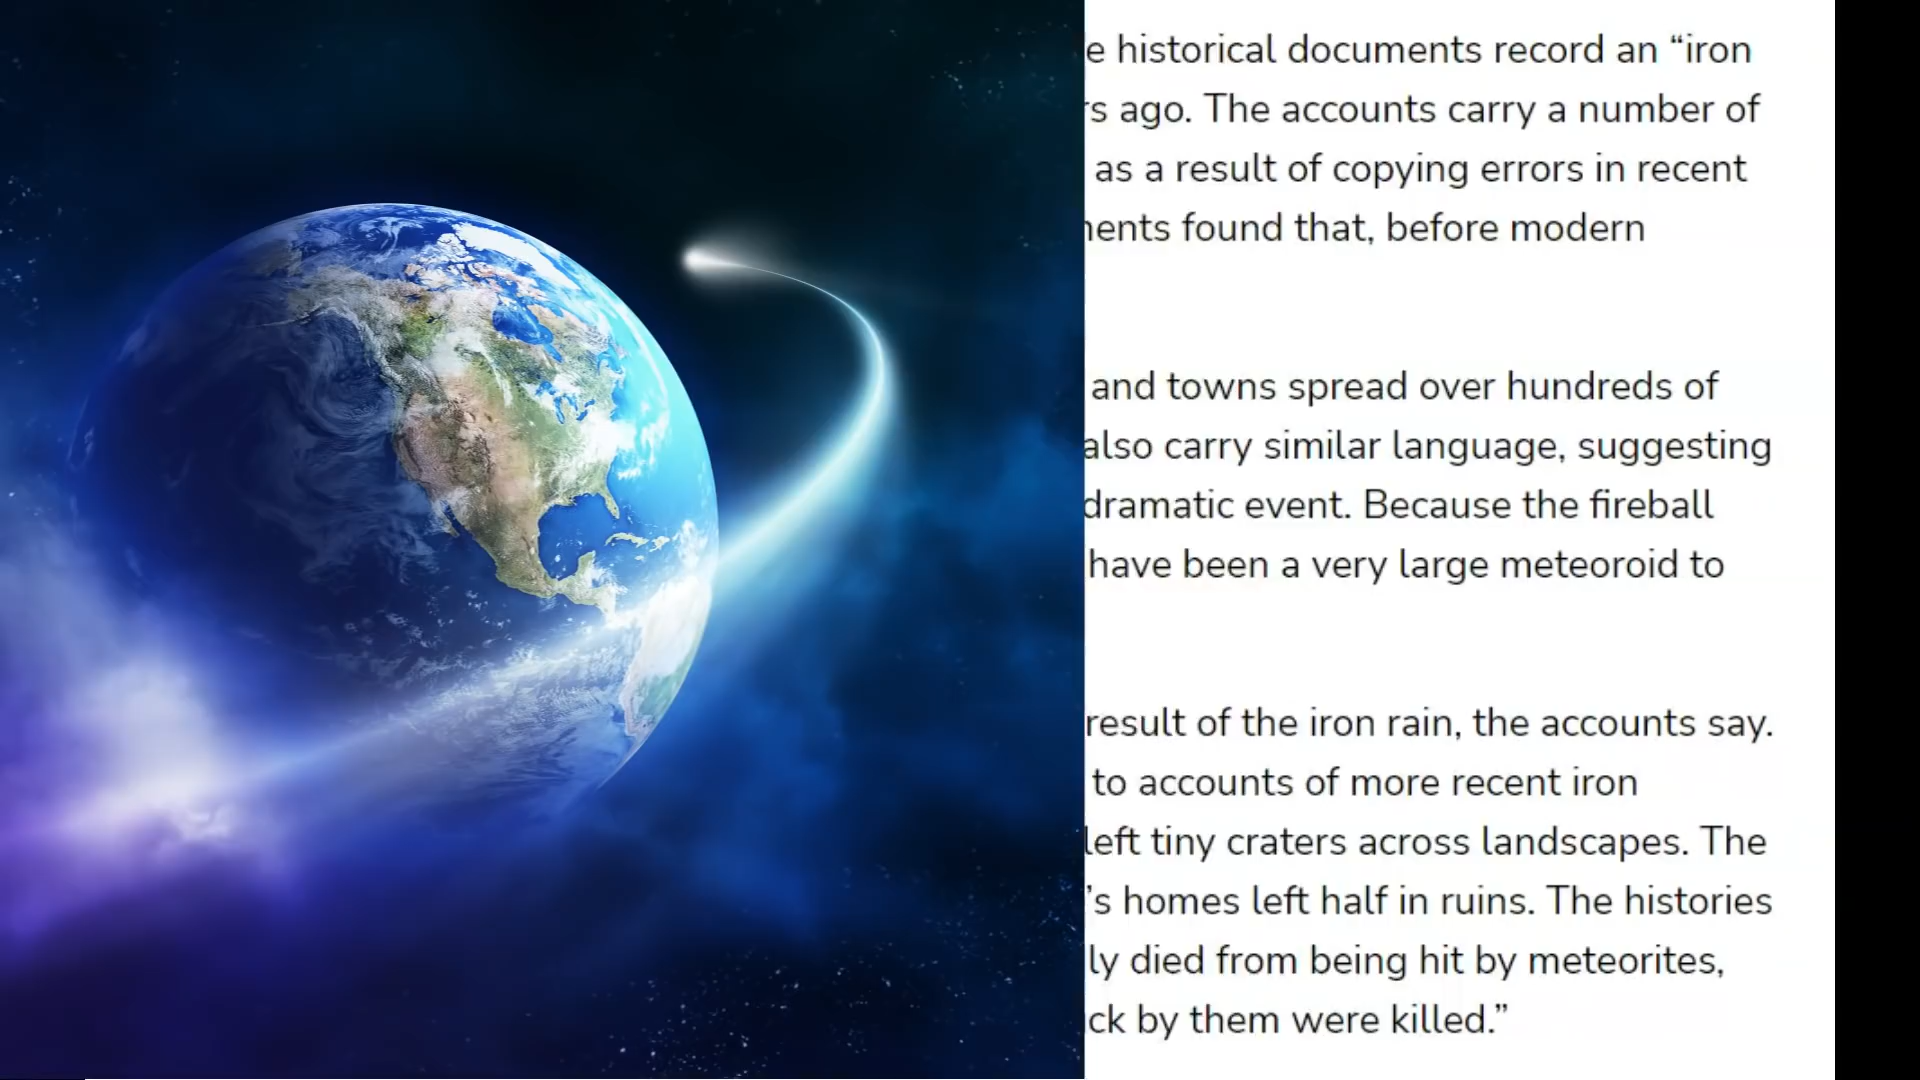 e historical documents record an “iron
rs ago. The accounts carry a number of
as a result of copying errors in recent
ents found that, before modern
and towns spread over hundreds of
also carry similar language, suggesting
dramatic event. Because the fireball
have been a very large meteoroid to
result of the iron rain, the accounts say.
to accounts of more recent iron
left tiny craters across landscapes. The
’s homes left half in ruins. The histories
ly died from being hit by meteorites,
ck by them were killed.”